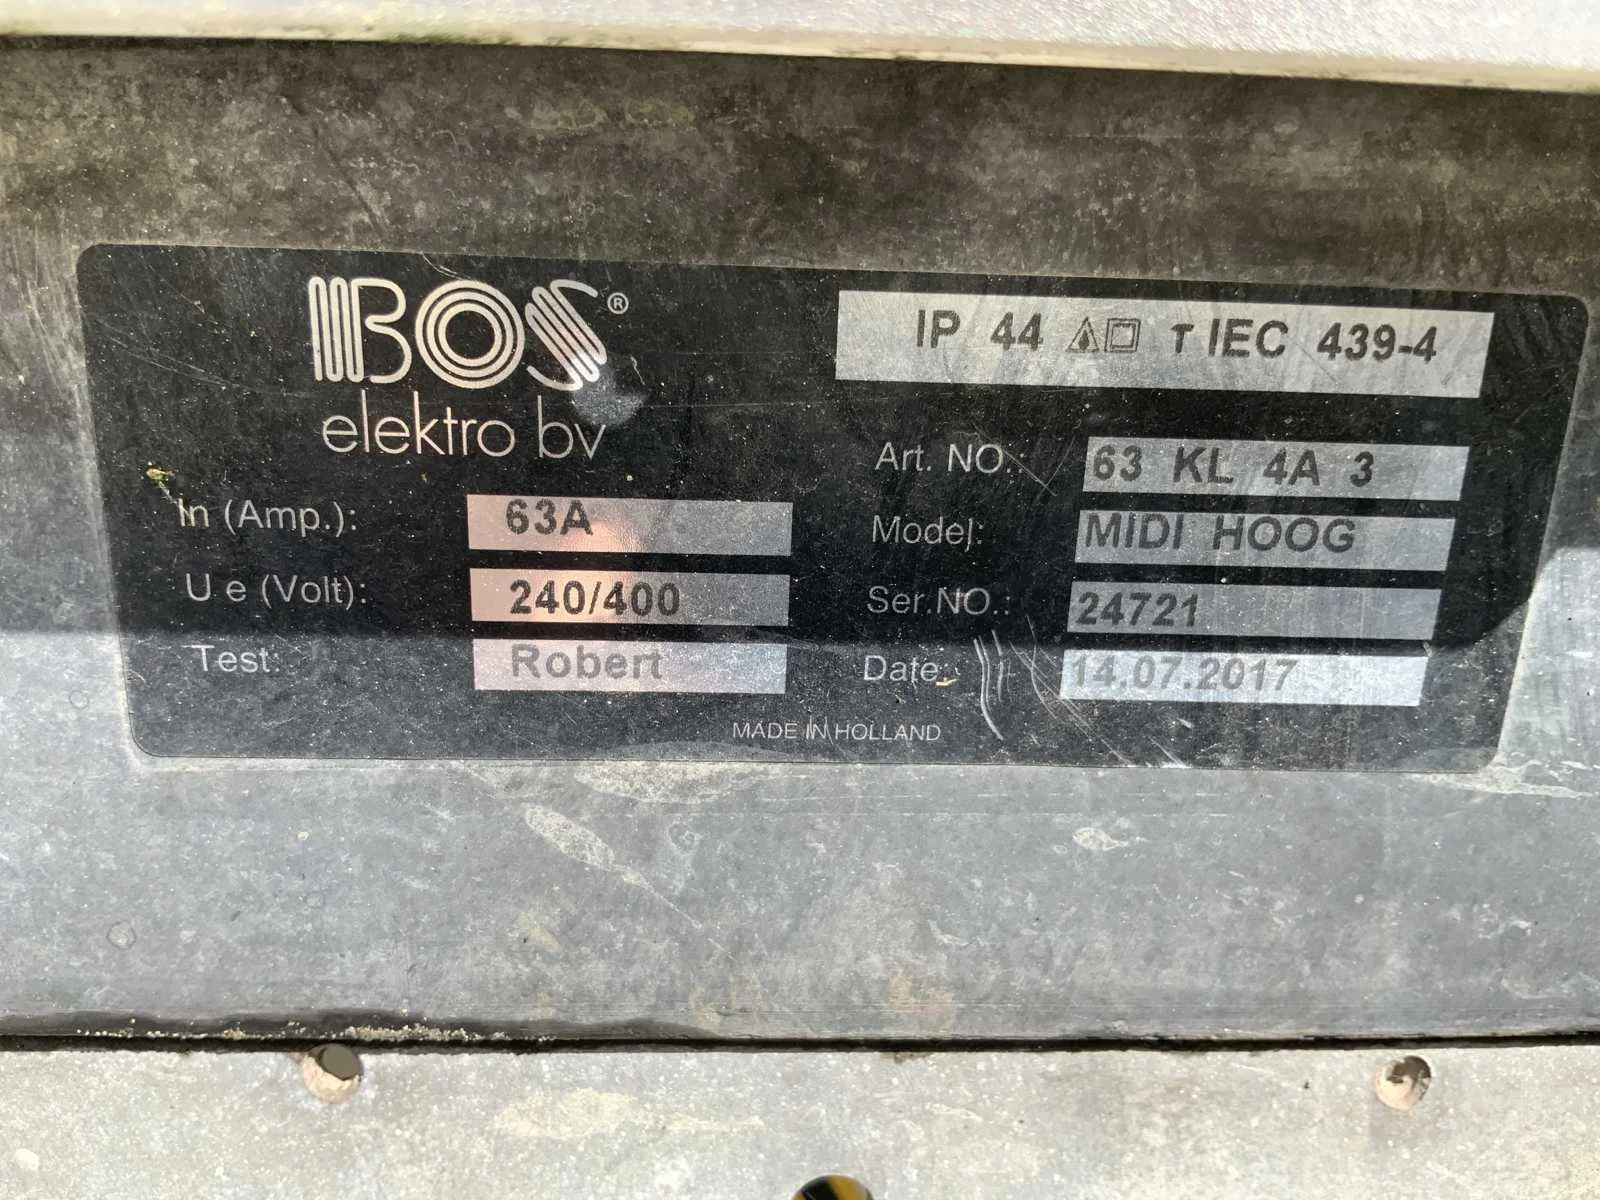 BOS®
elektro bv
IP 44 T IEC 439-4
In (Amp.): 63A
U e (Volt): 240/400
Test: Robert
Art. NO.: 63 KL 4A 3
Model: MIDI HOOG
Ser.NO.: 24721
Date: 14.07.2017
MADE IN HOLLAND